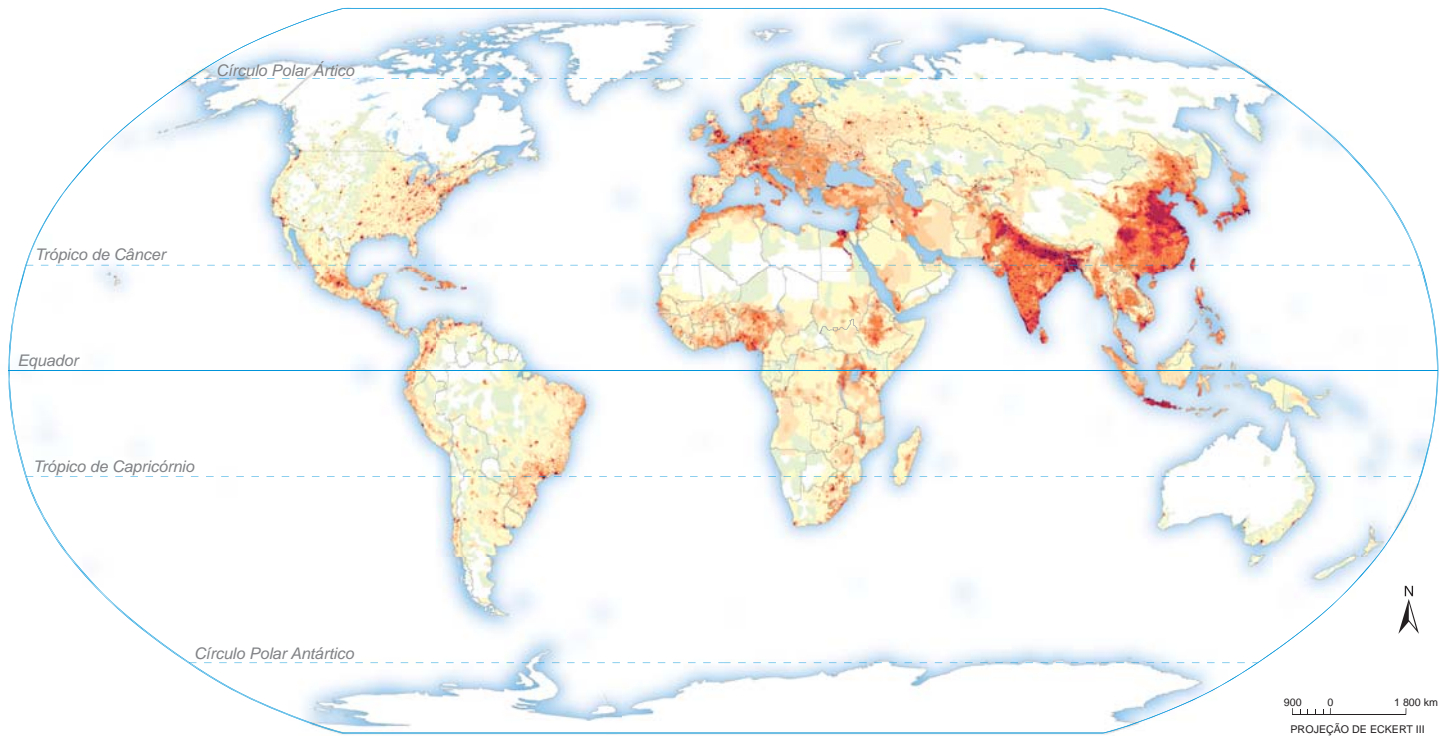 Círculo Polar Ártico
Trópico de Câncer
Equador
Trópico de Capricórnio
Círculo Polar Antártico
N
900 0 1 800 km
PROJEÇÃO DE ECKERT III